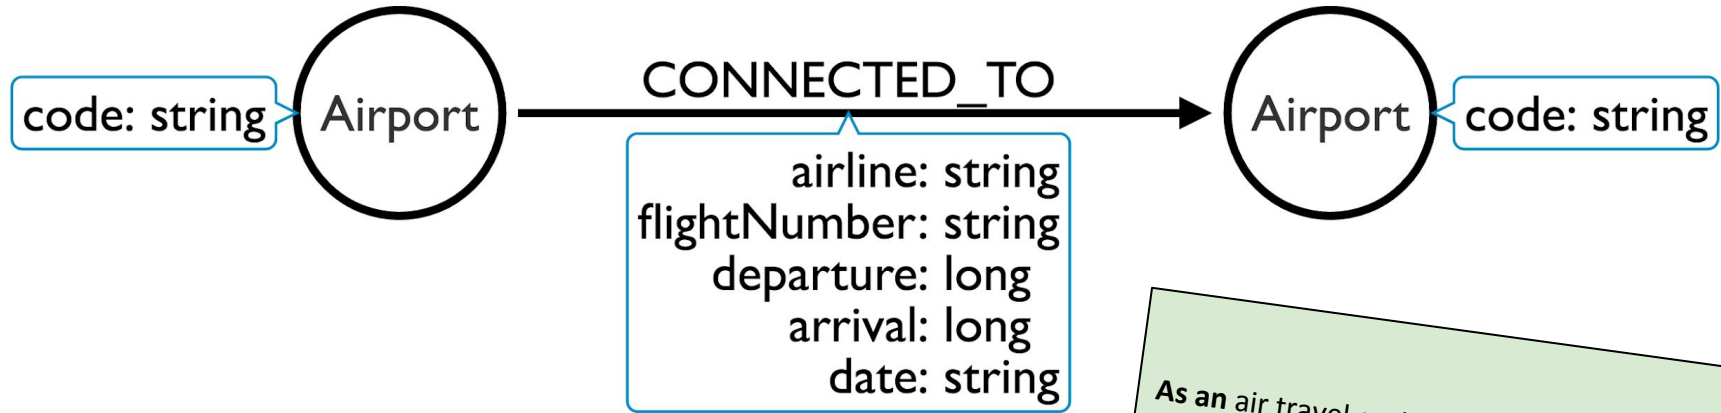 CONNECTED_TO
code: string
Airport
Airport
code: string
airline: string
flightNumber: string
departure: long
arrival: long
date: string
As an air travel